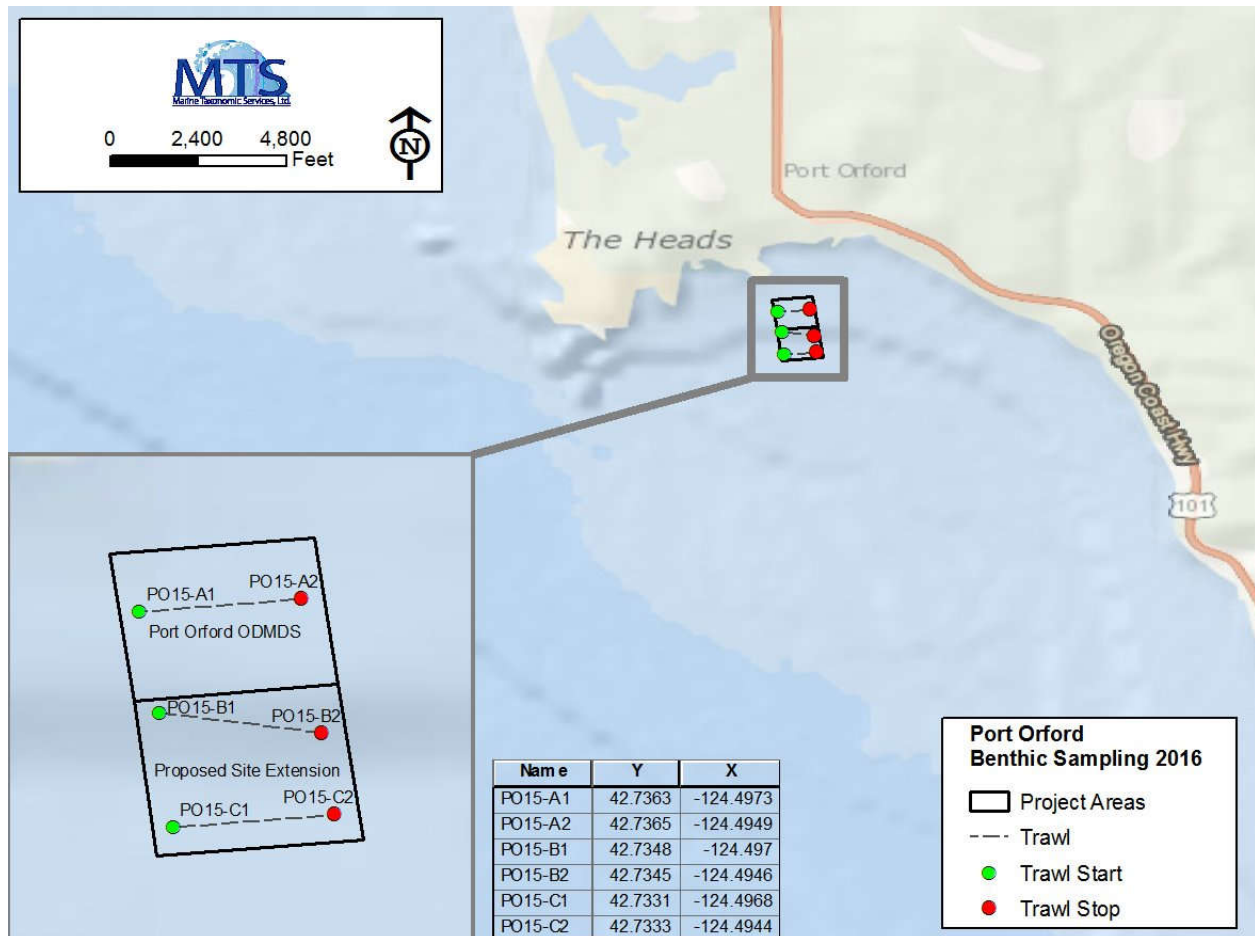 MTS
Marine Taxonomic Services, Ltd.
0 2,400 4,800
Feet
N
Port Orford
The Heads
Oregon Coast Hwy
101
PO15-A1
PO15-A2
Port Orford ODMDS
PO15-B1
PO15-B2
Proposed Site Extension
PO15-C1
PO15-C2
Name Y X
PO15-A1 42.7363 -124.4973
PO15-A2 42.7365 -124.4949
PO15-B1 42.7348 -124.497
PO15-B2 42.7345 -124.4946
PO15-C1 42.7331 -124.4968
PO15-C2 42.7333 -124.4944
Port Orford
Benthic Sampling 2016
Project Areas
Trawl
Trawl Start
Trawl Stop